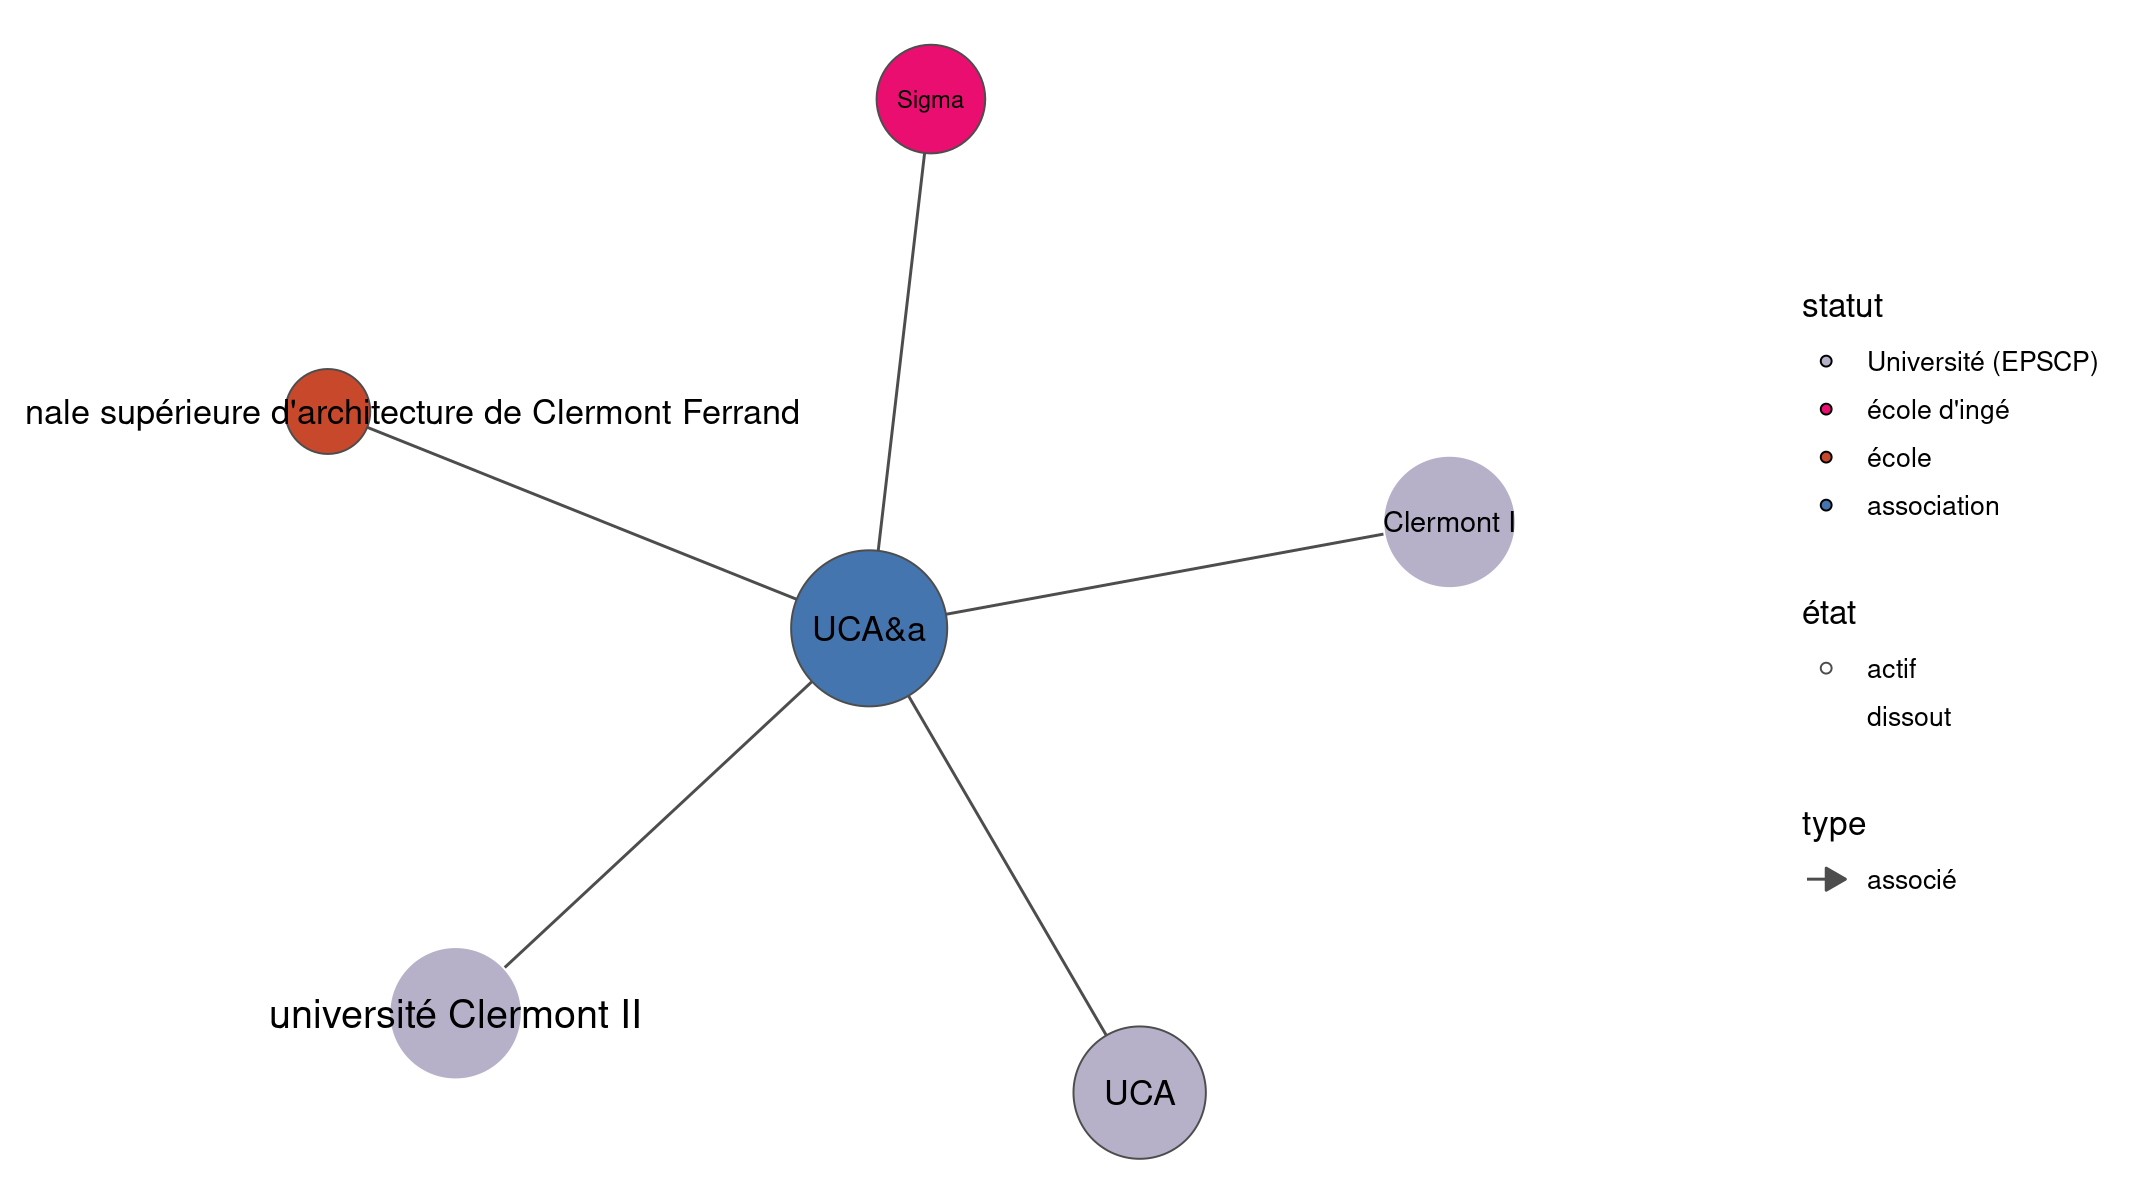 Sigma
nale supérieure d'architecture de Clermont Ferrand
Clermont I
UCA&a
université Clermont II
UCA
statut
Université (EPSCP)
école d'ingé
école
association
état
actif
dissout
type
associé